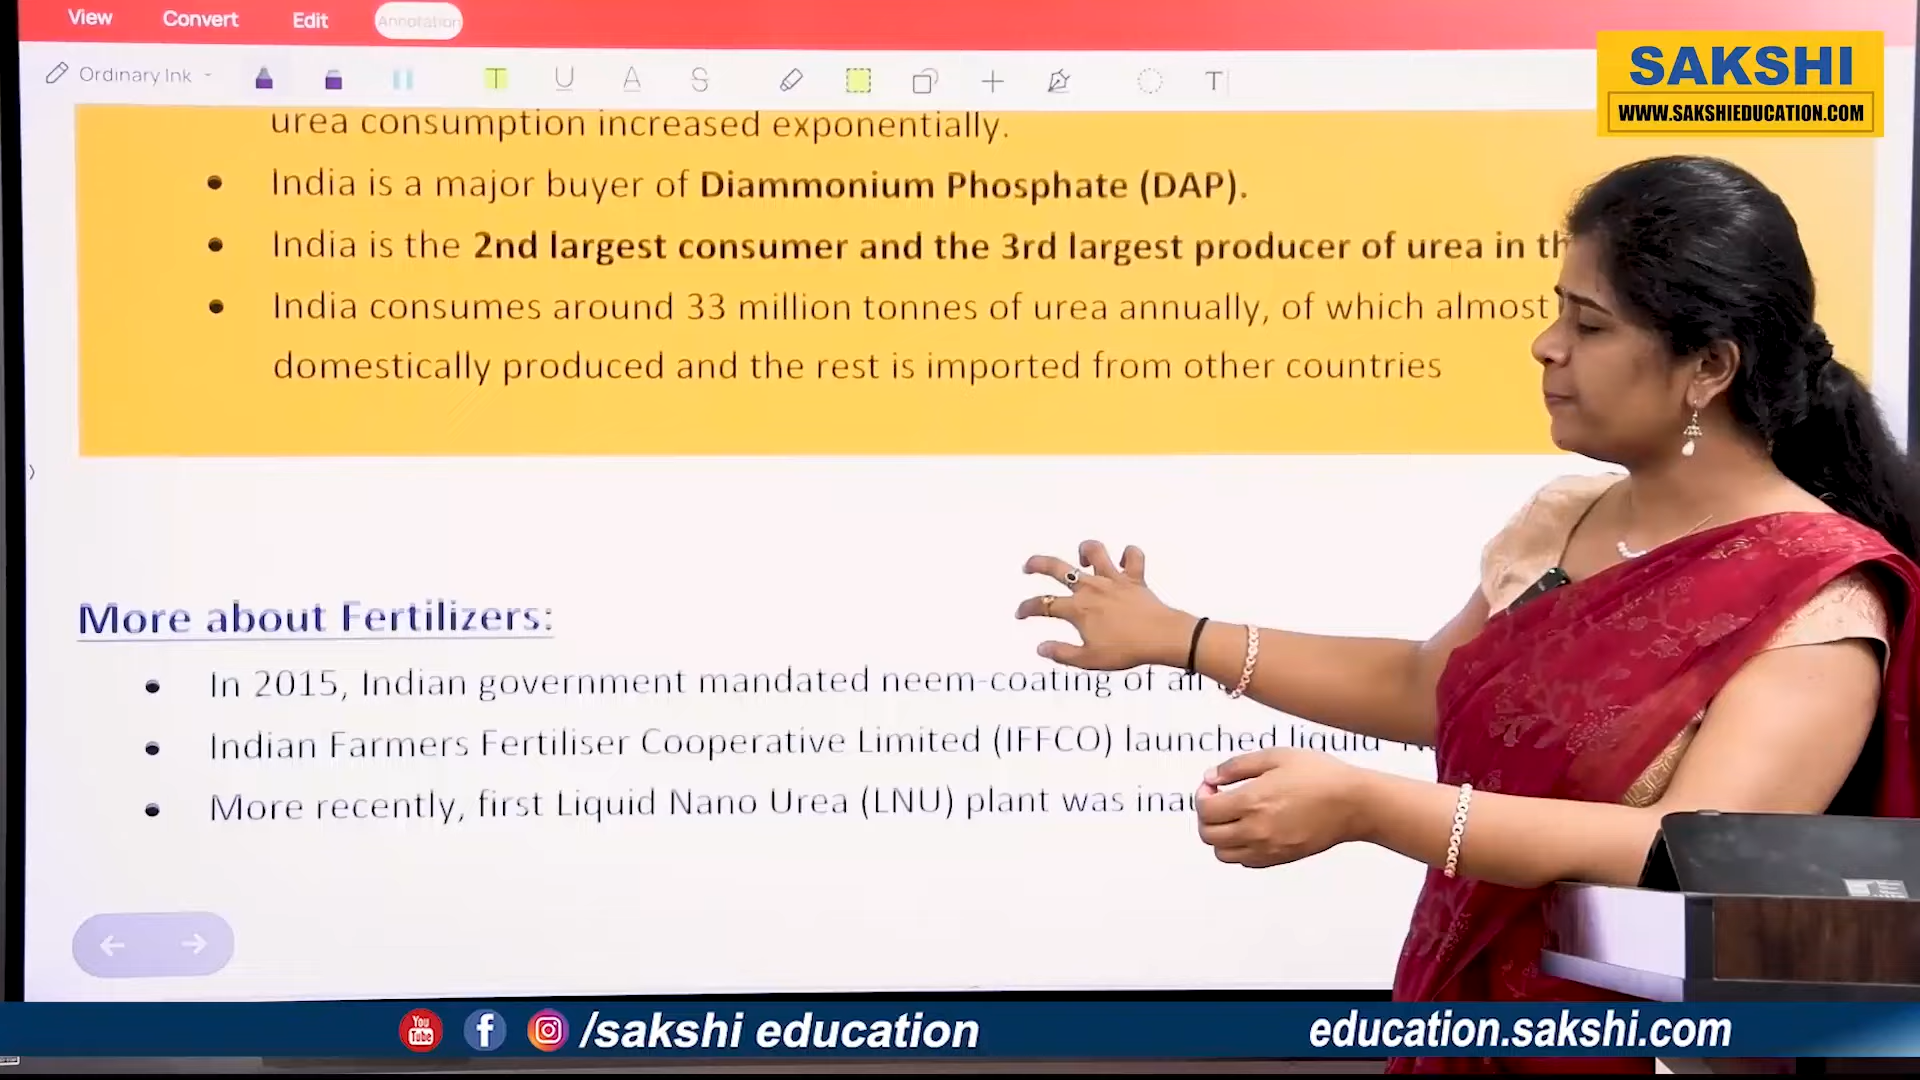 View Convert Edit Annotation
SAKSHI
WWW.SAKSHIEDUCATION.COM
Ordinary Ink
urea consumption increased exponentially.
• India is a major buyer of Diammonium Phosphate (DAP).
• India is the 2nd largest consumer and the 3rd largest producer of urea in
• India consumes around 33 million tonnes of urea annually, of which almost
domestically produced and the rest is imported from other countries
More about Fertilizers:
• In 2015, Indian government mandated neem-coating of all
• Indian Farmers Fertiliser Cooperative Limited (IFFCO) launched liquid
• More recently, first Liquid Nano Urea (LNU) plant was
You Tube /sakshi education education.sakshi.com